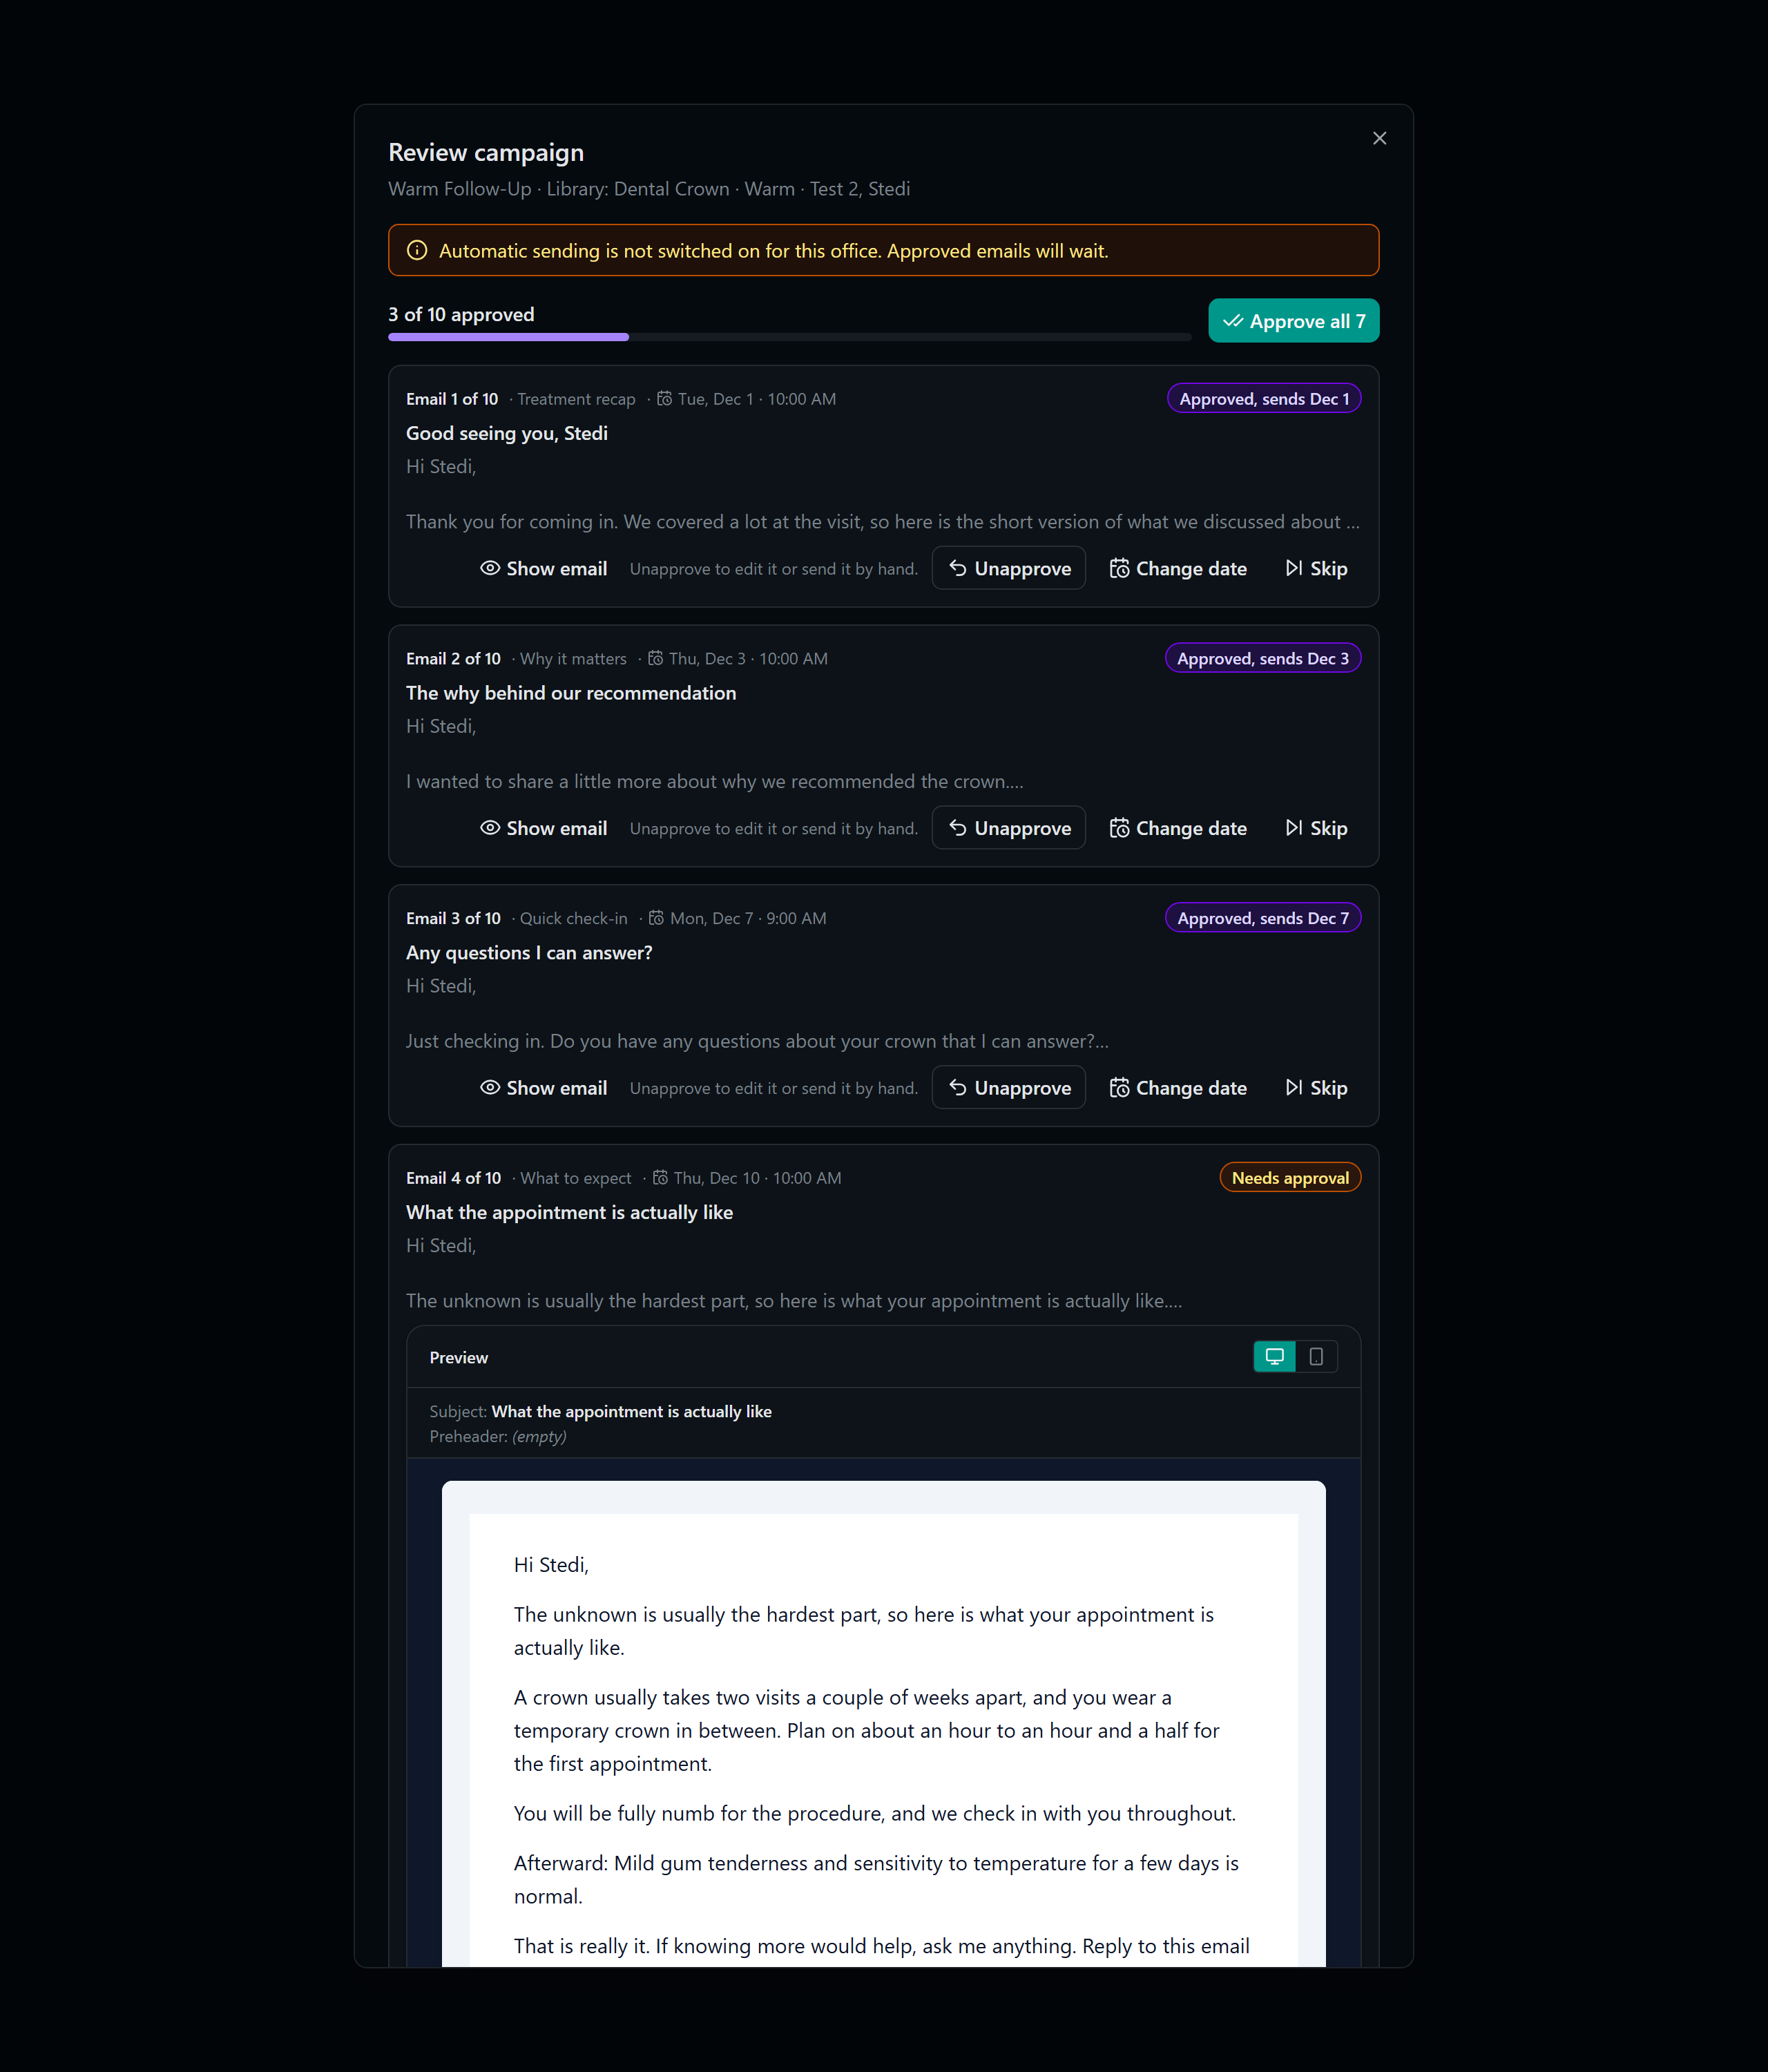 Review campaign
Warm Follow-Up · Library: Dental Crown · Warm · Test 2, Stedi
Automatic sending is not switched on for this office. Approved emails will wait.
3 of 10 approved
Approve all 7
Email 1 of 10 · Treatment recap · Tue, Dec 1 · 10:00 AM
Approved, sends Dec 1
Good seeing you, Stedi
Hi Stedi,
Thank you for coming in. We covered a lot at the visit, so here is the short version of what we discussed about ...
Show email Unapprove to edit it or send it by hand. Unapprove Change date Skip
Email 2 of 10 · Why it matters · Thu, Dec 3 · 10:00 AM
Approved, sends Dec 3
The why behind our recommendation
Hi Stedi,
I wanted to share a little more about why we recommended the crown....
Show email Unapprove to edit it or send it by hand. Unapprove Change date Skip
Email 3 of 10 · Quick check-in · Mon, Dec 7 · 9:00 AM
Approved, sends Dec 7
Any questions I can answer?
Hi Stedi,
Just checking in. Do you have any questions about your crown that I can answer?...
Show email Unapprove to edit it or send it by hand. Unapprove Change date Skip
Email 4 of 10 · What to expect · Thu, Dec 10 · 10:00 AM
Needs approval
What the appointment is actually like
Hi Stedi,
The unknown is usually the hardest part, so here is what your appointment is actually like....
Preview
Subject: What the appointment is actually like
Preheader: (empty)
Hi Stedi,
The unknown is usually the hardest part, so here is what your appointment is
actually like.
A crown usually takes two visits a couple of weeks apart, and you wear a
temporary crown in between. Plan on about an hour to an hour and a half for
the first appointment.
You will be fully numb for the procedure, and we check in with you throughout.
Afterward: Mild gum tenderness and sensitivity to temperature for a few days is
normal.
That is really it. If knowing more would help, ask me anything. Reply to this email